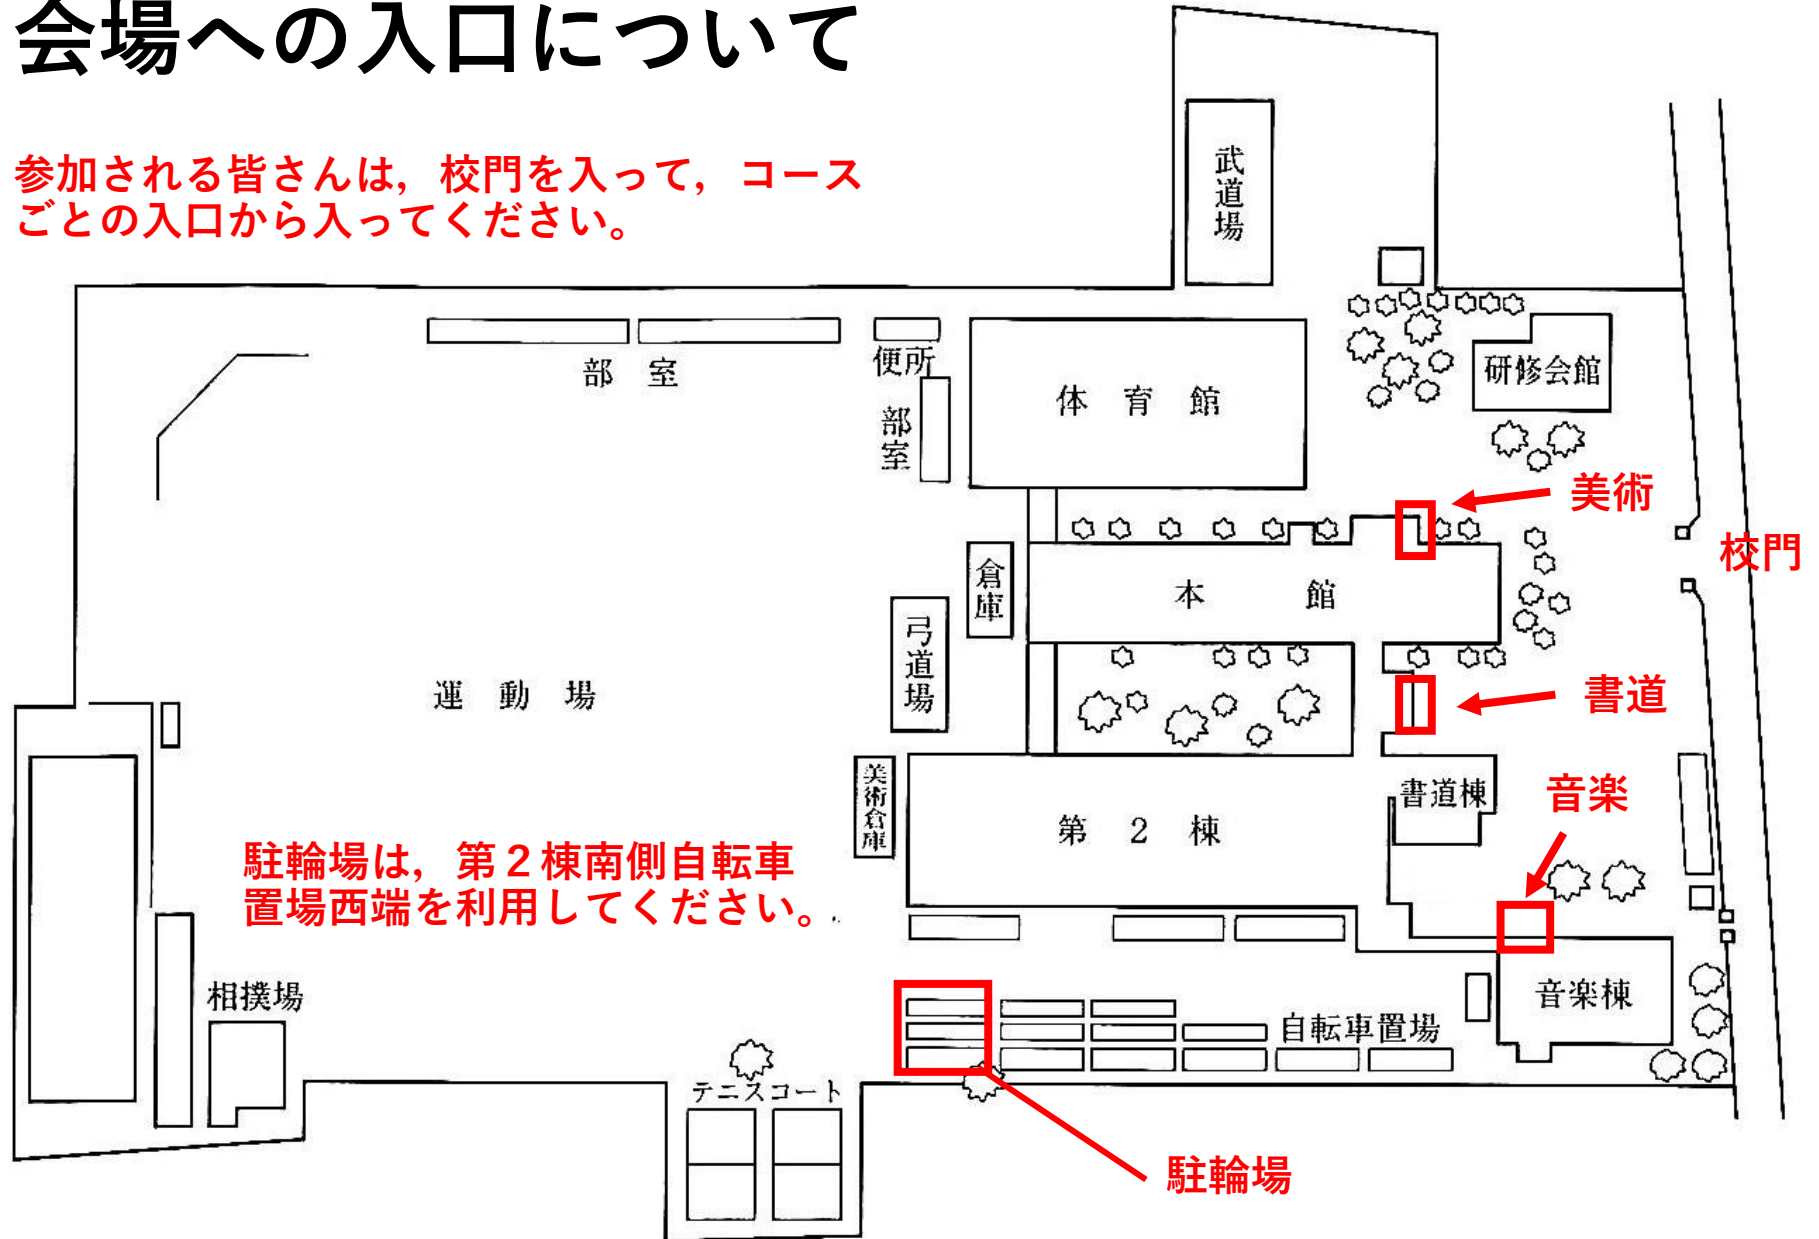 会場への入口について
参加される皆さんは，校門を入って，コース
ごとの入口から入ってください。
武道場
部室
便所
部室
体育館
研修会館
美術
校門
倉庫
本館
弓道場
運動場
書道
美術倉庫
第２棟
書道棟
音楽
駐輪場は，第２棟南側自転車
置場西端を利用してください。
相撲場
自転車置場
音楽棟
テニスコート
駐輪場